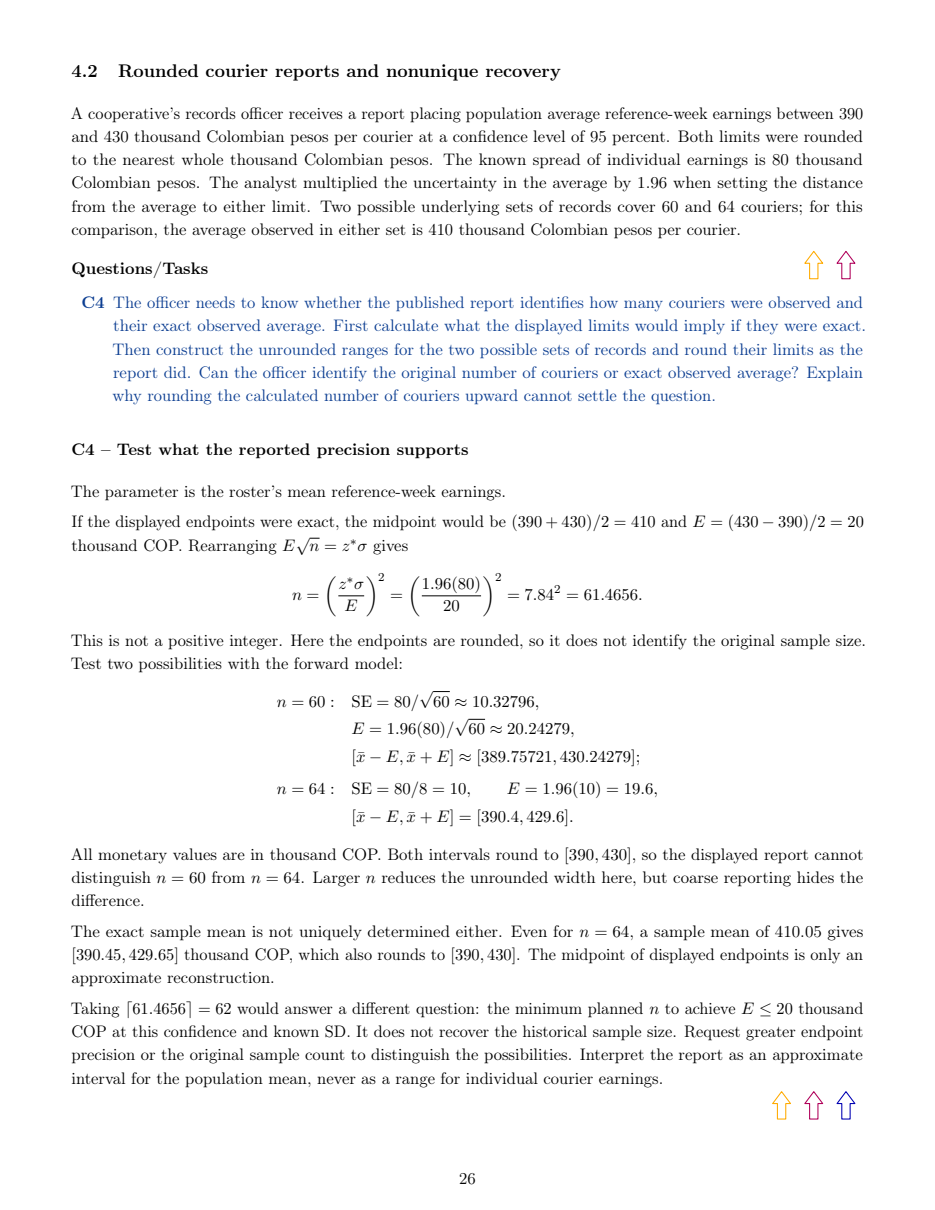 4.2 Rounded courier reports and nonunique recovery
A cooperative's records officer receives a report placing population average reference-week earnings between 390
and 430 thousand Colombian pesos per courier at a confidence level of 95 percent. Both limits were rounded
to the nearest whole thousand Colombian pesos. The known spread of individual earnings is 80 thousand
Colombian pesos. The analyst multiplied the uncertainty in the average by 1.96 when setting the distance
from the average to either limit. Two possible underlying sets of records cover 60 and 64 couriers; for this
comparison, the average observed in either set is 410 thousand Colombian pesos per courier.
Questions/Tasks
C4 The officer needs to know whether the published report identifies how many couriers were observed and
their exact observed average. First calculate what the displayed limits would imply if they were exact.
Then construct the unrounded ranges for the two possible sets of records and round their limits as the
report did. Can the officer identify the original number of couriers or exact observed average? Explain
why rounding the calculated number of couriers upward cannot settle the question.
C4 – Test what the reported precision supports
The parameter is the roster's mean reference-week earnings.
If the displayed endpoints were exact, the midpoint would be (390 + 430)/2 = 410 and E = (430 − 390)/2 = 20
thousand COP. Rearranging E√n = z*σ gives
n = (z*σ / E)² = (1.96(80) / 20)² = 7.84² = 61.4656.
This is not a positive integer. Here the endpoints are rounded, so it does not identify the original sample size.
Test two possibilities with the forward model:
n = 60 : SE = 80/√60 ≈ 10.32796,
E = 1.96(80)/√60 ≈ 20.24279,
[x̄ − E, x̄ + E] ≈ [389.75721, 430.24279];
n = 64 : SE = 80/8 = 10, E = 1.96(10) = 19.6,
[x̄ − E, x̄ + E] = [390.4, 429.6].
All monetary values are in thousand COP. Both intervals round to [390, 430], so the displayed report cannot
distinguish n = 60 from n = 64. Larger n reduces the unrounded width here, but coarse reporting hides the
difference.
The exact sample mean is not uniquely determined either. Even for n = 64, a sample mean of 410.05 gives
[390.45, 429.65] thousand COP, which also rounds to [390, 430]. The midpoint of displayed endpoints is only an
approximate reconstruction.
Taking ⌈61.4656⌉ = 62 would answer a different question: the minimum planned n to achieve E ≤ 20 thousand
COP at this confidence and known SD. It does not recover the historical sample size. Request greater endpoint
precision or the original sample count to distinguish the possibilities. Interpret the report as an approximate
interval for the population mean, never as a range for individual courier earnings.
26